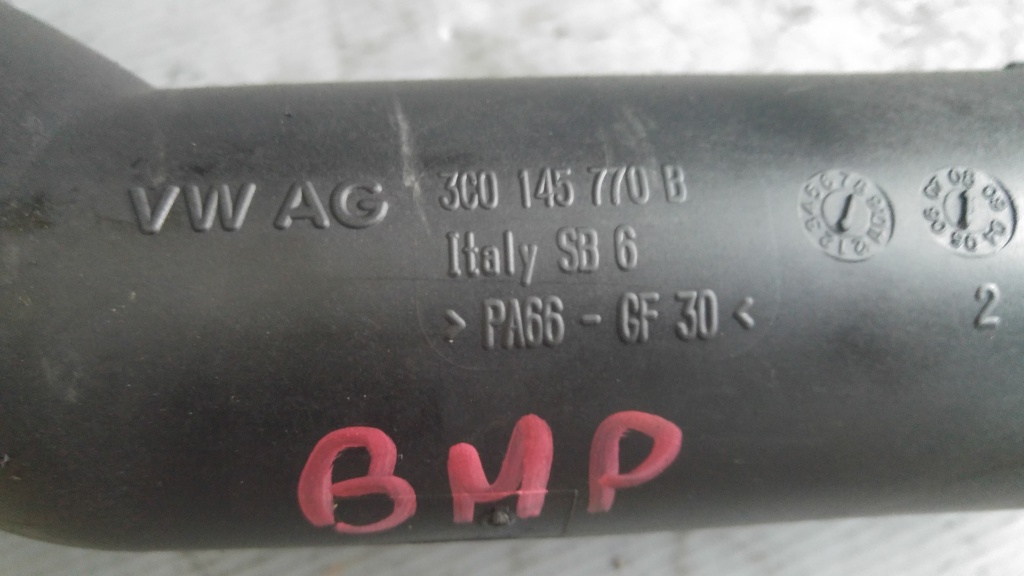 VW AG 3C0 145 770 B
Italy SB 6
> PA66 - GF 30 <
2
BMP